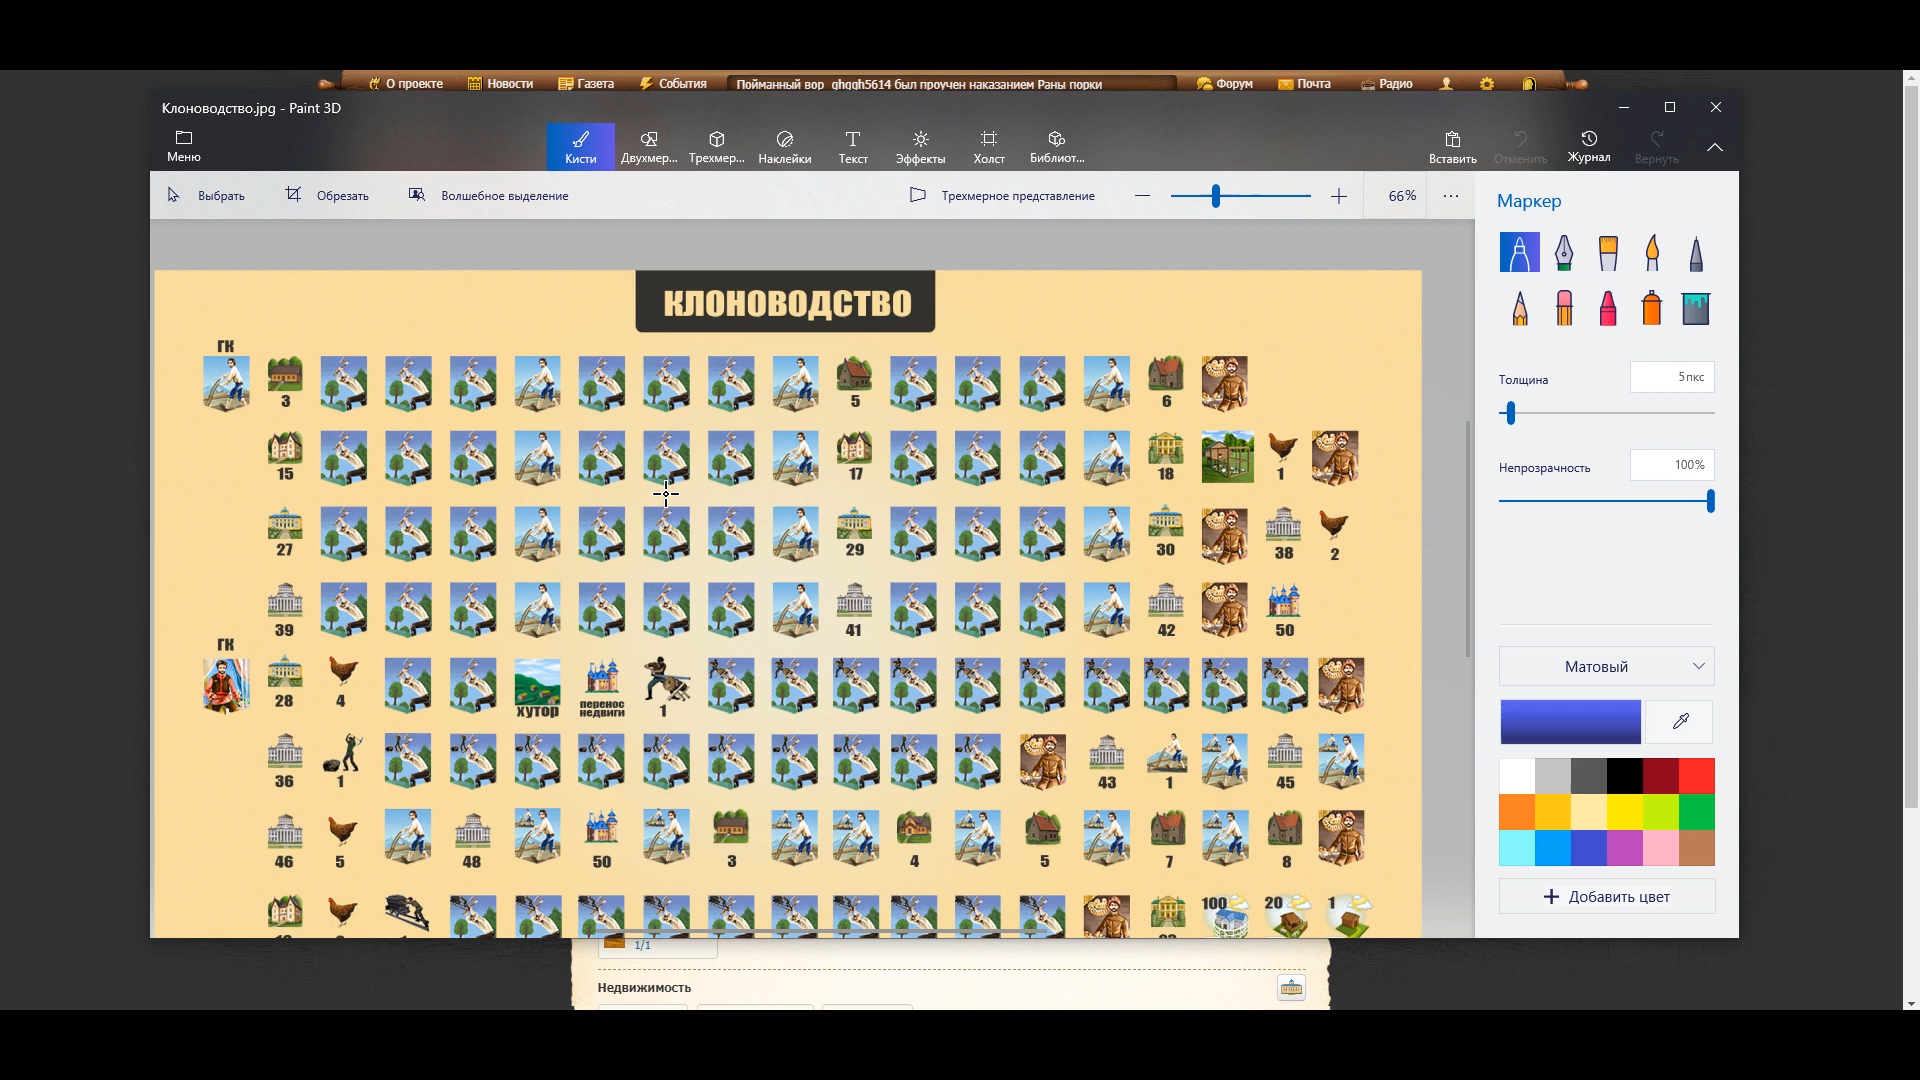 О проекте Новости Газета События Пойманный вор ghggh5614 был проучен наказанием Раны порки Форум Почта Радио
Клоноводство.jpg - Paint 3D
Меню Кисти Двухмер... Трехмер... Наклейки Текст Эффекты Холст Библиот... Вставить Отменить Журнал Вернуть
Выбрать Обрезать Волшебное выделение Трехмерное представление 66% ...
Маркер
Толщина 5пкс
Непрозрачность 100%
Матовый
Добавить цвет
КЛОНОВОДСТВО
ГК
3 5 6
15 17 18 1
27 29 30 38 2
39 41 42 50
ГК
28 4 хутор перенос недвиги 1
36 1 43 1 45
46 5 48 50 3 4 5 7 8
100 20 1
1/1
Недвижимость